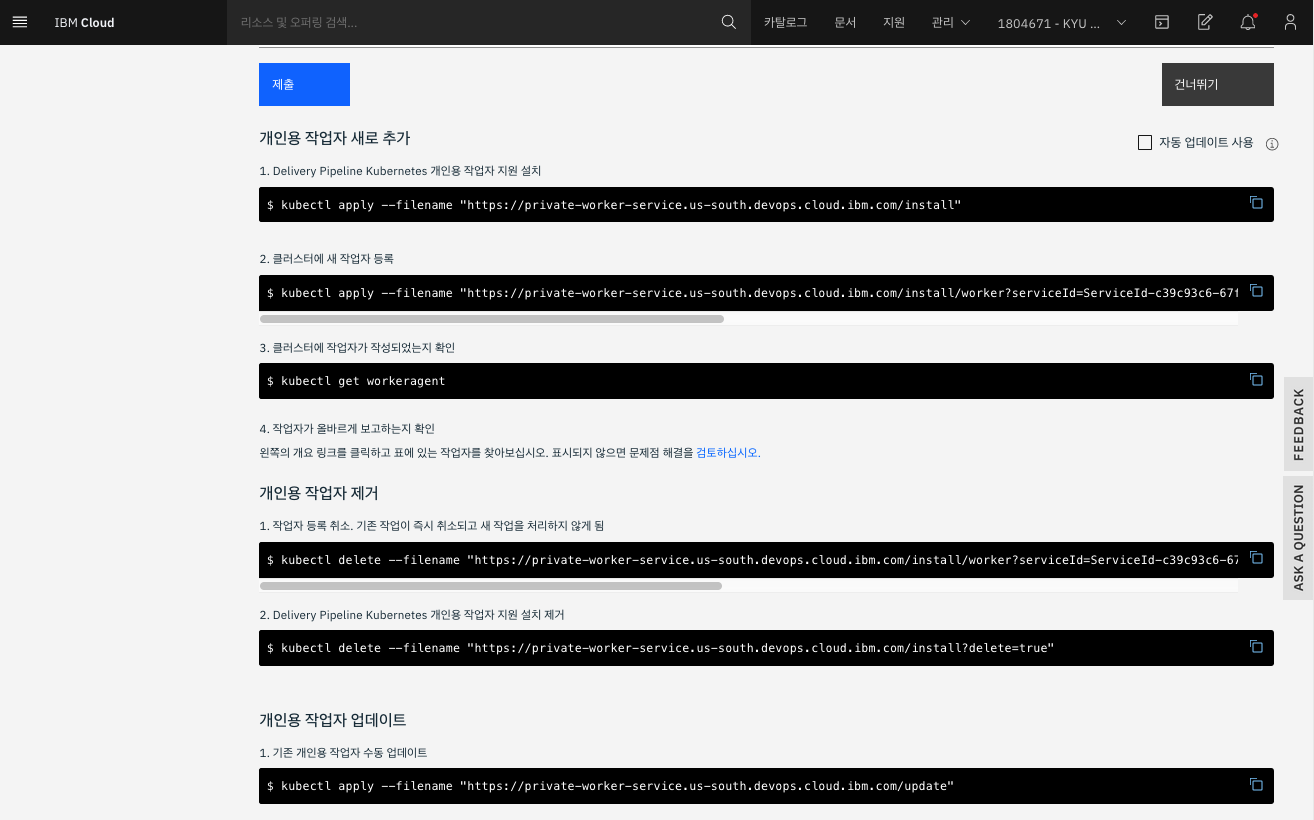 IBM Cloud
리소스 및 오퍼링 검색...
카탈로그
문서
지원
관리
1804671 - KYU ...
제출
건너뛰기
개인용 작업자 새로 추가
자동 업데이트 사용
1. Delivery Pipeline Kubernetes 개인용 작업자 지원 설치
$ kubectl apply --filename "https://private-worker-service.us-south.devops.cloud.ibm.com/install"
2. 클러스터에 새 작업자 등록
$ kubectl apply --filename "https://private-worker-service.us-south.devops.cloud.ibm.com/install/worker?serviceId=ServiceId-c39c93c6-67f
3. 클러스터에 작업자가 작성되었는지 확인
$ kubectl get workeragent
4. 작업자가 올바르게 보고하는지 확인
왼쪽의 개요 링크를 클릭하고 표에 있는 작업자를 찾아보십시오. 표시되지 않으면 문제점 해결을 검토하십시오.
개인용 작업자 제거
1. 작업자 등록 취소. 기존 작업이 즉시 취소되고 새 작업을 처리하지 않게 됨
$ kubectl delete --filename "https://private-worker-service.us-south.devops.cloud.ibm.com/install/worker?serviceId=ServiceId-c39c93c6-67
2. Delivery Pipeline Kubernetes 개인용 작업자 지원 설치 제거
$ kubectl delete --filename "https://private-worker-service.us-south.devops.cloud.ibm.com/install?delete=true"
개인용 작업자 업데이트
1. 기존 개인용 작업자 수동 업데이트
$ kubectl apply --filename "https://private-worker-service.us-south.devops.cloud.ibm.com/update"
FEEDBACK
ASK A QUESTION